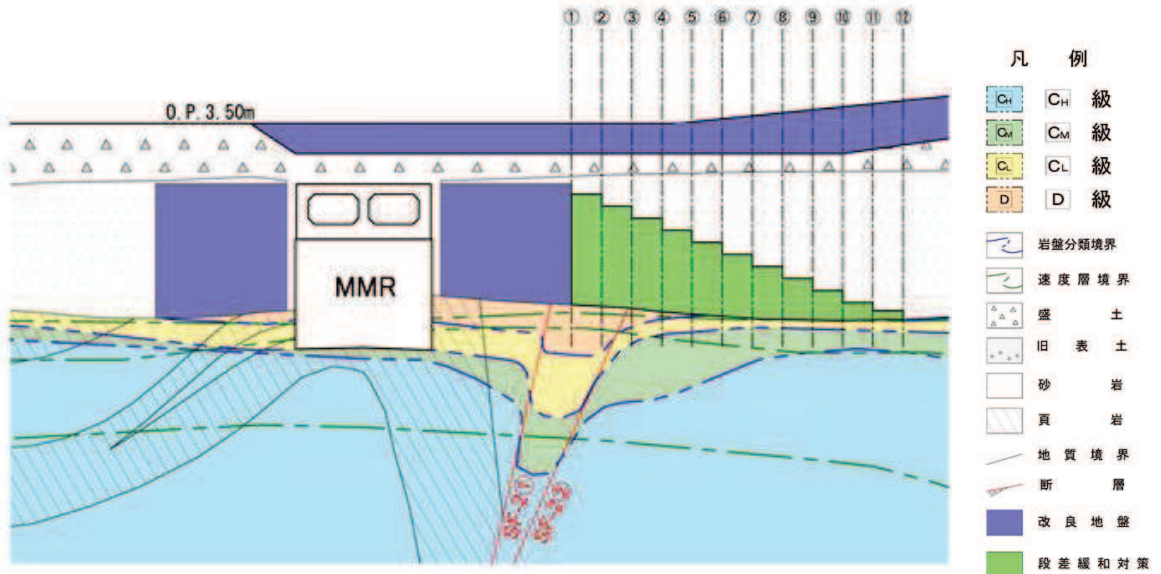 ① ② ③ ④ ⑤ ⑥ ⑦ ⑧ ⑨ ⑩ ⑪ ⑫
O.P.3.50m
MMR
凡 例
CH CH 級
CM CM 級
CL CL 級
D D 級
岩盤分類境界
速度層境界
盛 土
旧 表 土
砂 岩
頁 岩
地 質 境 界
断 層
改 良 地 盤
段 差 緩 和 対 策